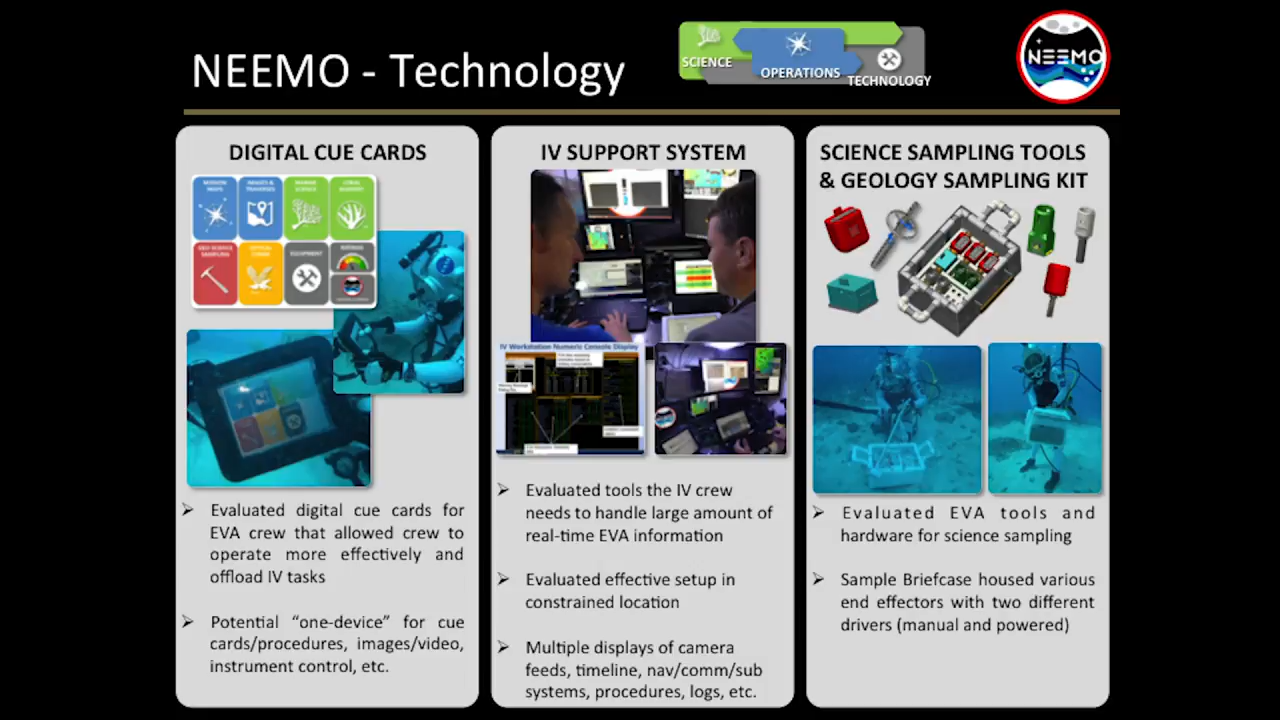 NEEMO - Technology
SCIENCE
OPERATIONS
TECHNOLOGY
NEEMO
DIGITAL CUE CARDS
EQUIPMENT
Evaluated digital cue cards for
EVA crew that allowed crew to
operate more effectively and
offload IV tasks
Potential “one-device” for cue
cards/procedures, images/video,
instrument control, etc.
IV SUPPORT SYSTEM
IV Workstation Numeric Console Display
Evaluated tools the IV crew
needs to handle large amount of
real-time EVA information
Evaluated effective setup in
constrained location
Multiple displays of camera
feeds, timeline, nav/comm/sub
systems, procedures, logs, etc.
SCIENCE SAMPLING TOOLS
& GEOLOGY SAMPLING KIT
Evaluated EVA tools and
hardware for science sampling
Sample Briefcase housed various
end effectors with two different
drivers (manual and powered)